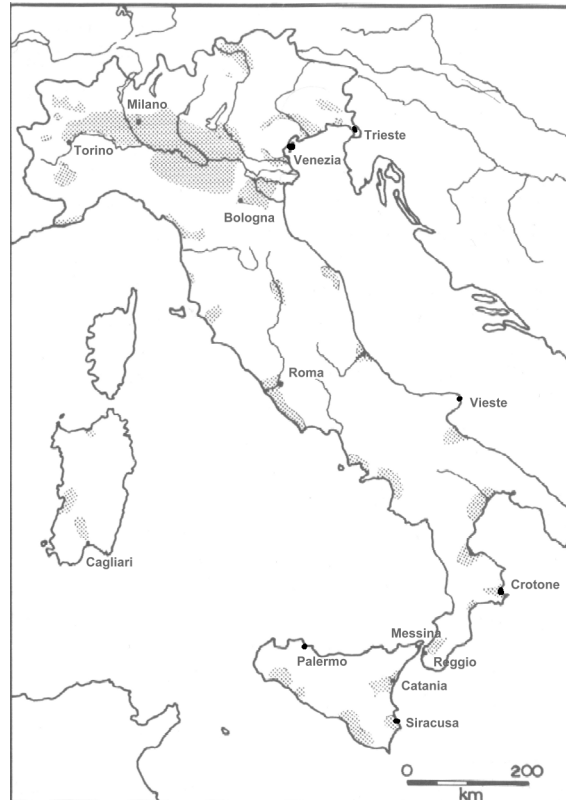 Milano
Trieste
Torino
Venezia
Bologna
Roma
Vieste
Cagliari
Crotone
Messina
Palermo
Reggio
Catania
Siracusa
0 200
km